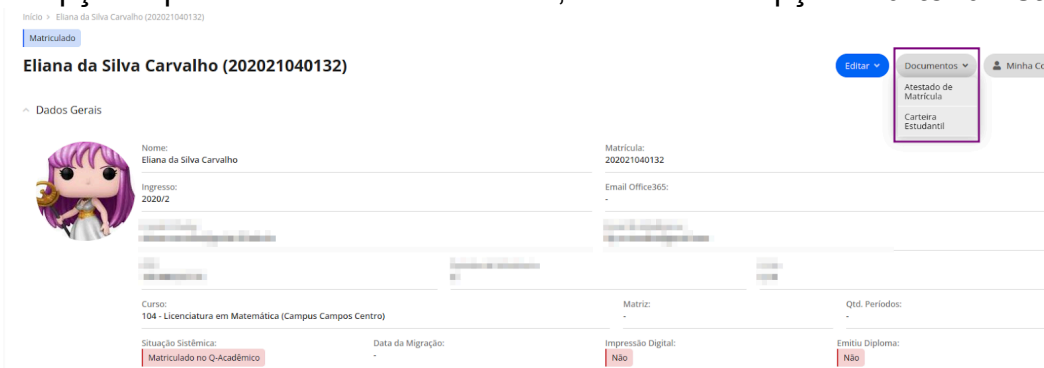 Início > Eliana da Silva Carvalho (202021040132)
Matriculado
Eliana da Silva Carvalho (202021040132)
Editar
Documentos
Minha Co
Atestado de
Matrícula
Carteira
Estudantil
Dados Gerais
Nome:
Eliana da Silva Carvalho
Matrícula:
202021040132
Ingresso:
2020/2
Email Office365:
-
Curso:
104 - Licenciatura em Matemática (Campus Campos Centro)
Matriz:
-
Qtd. Períodos:
-
Situação Sistêmica:
Matriculado no Q-Acadêmico
Data da Migração:
-
Impressão Digital:
Não
Emitiu Diploma:
Não